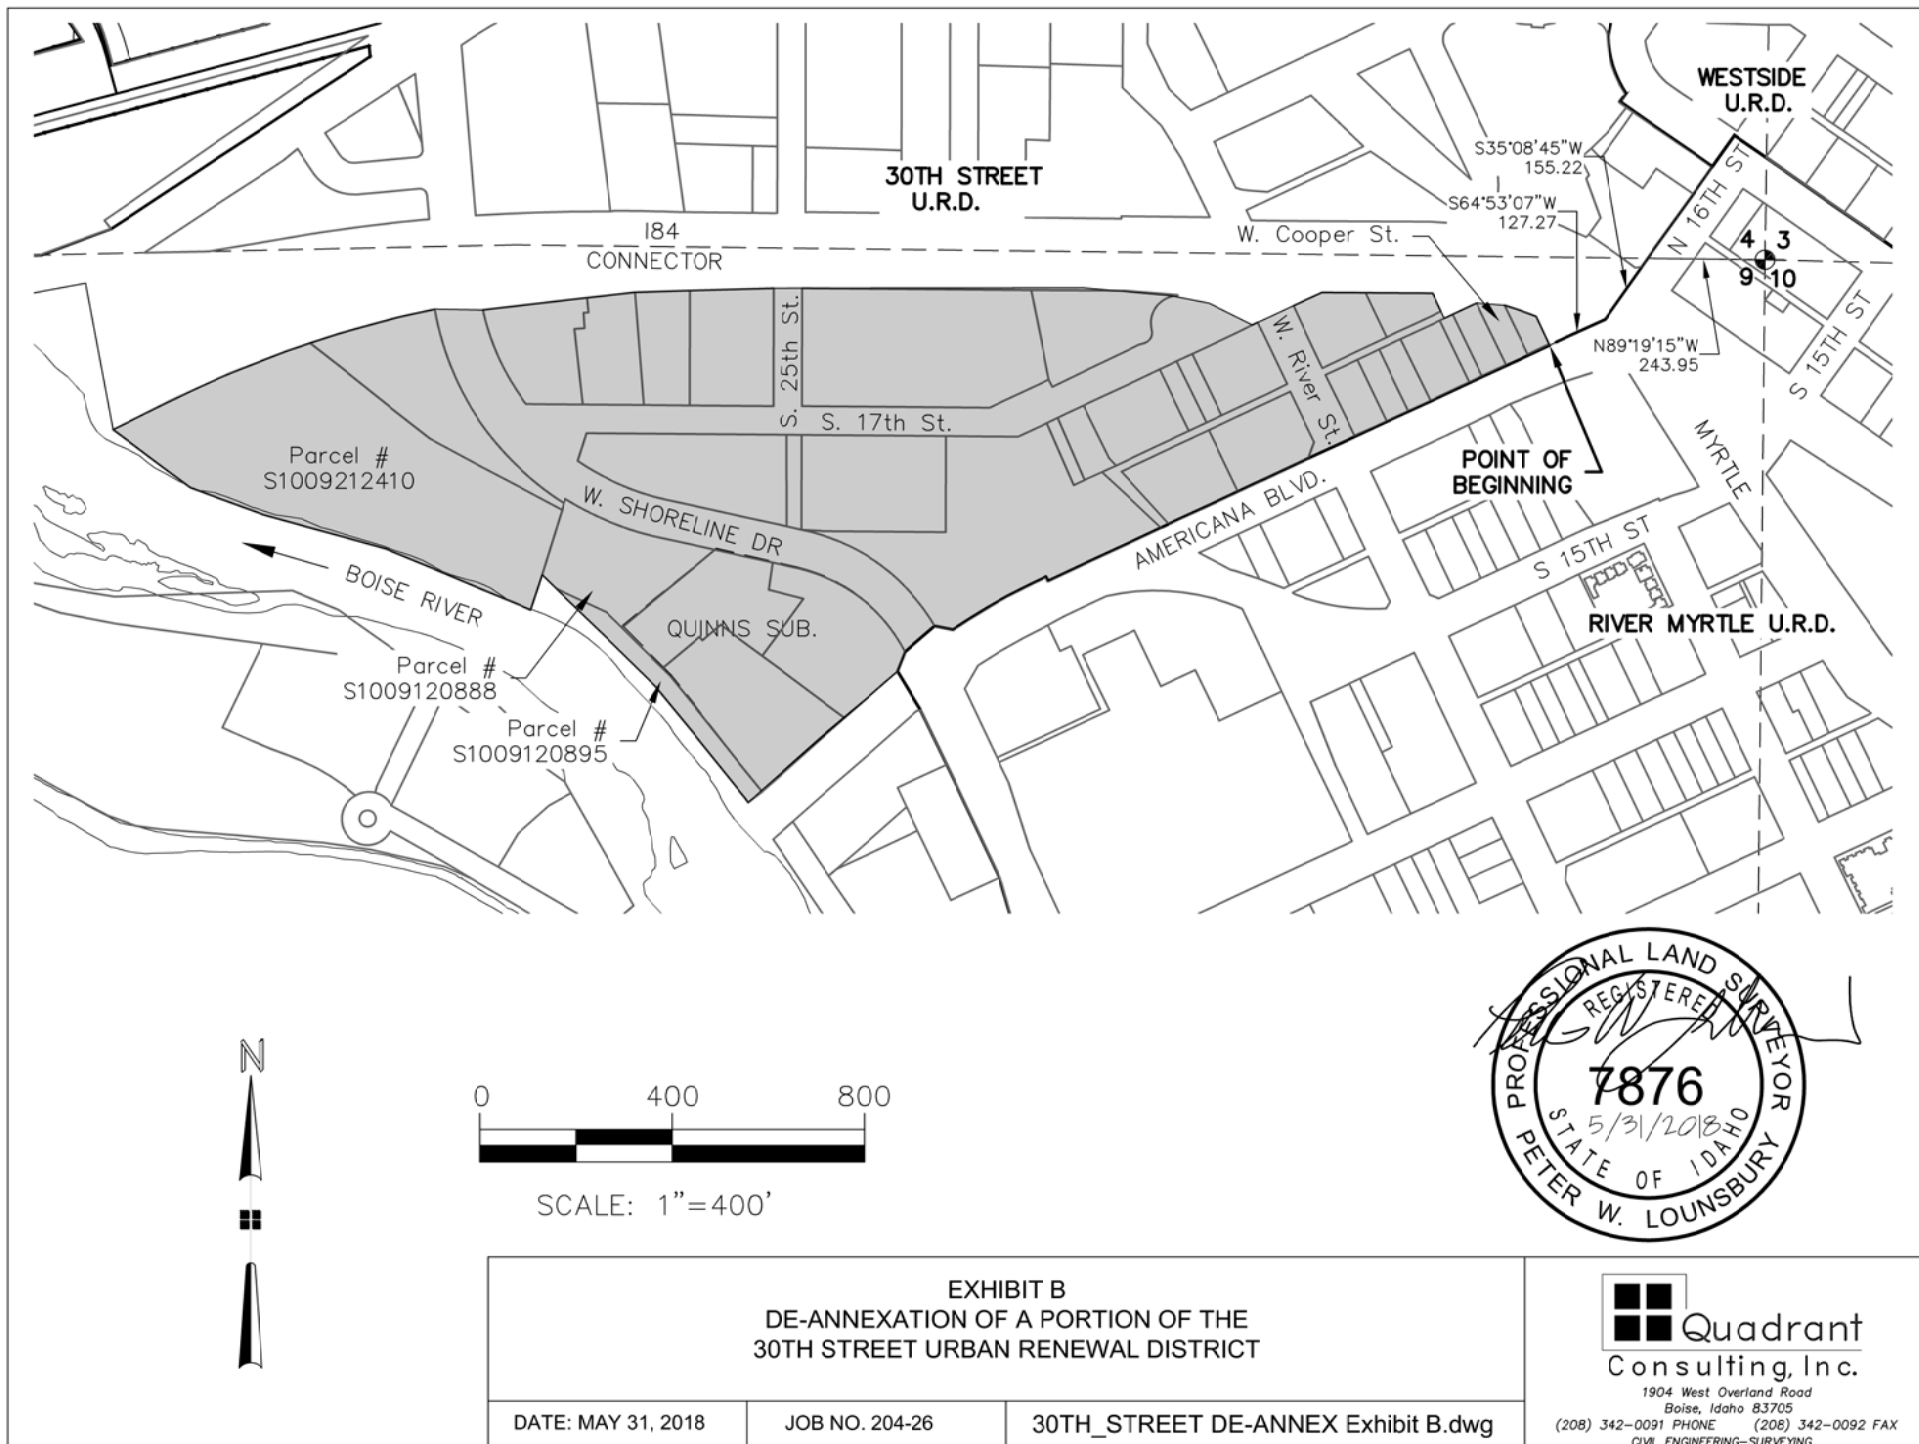 WESTSIDE
U.R.D.
S35°08'45"W
155.22
30TH STREET
U.R.D.
S64°53'07"W
127.27
N 16TH ST
I84
CONNECTOR
W. Cooper St.
4 3
9 10
S. 25th St.
W. River St.
N89°19'15"W
243.95
S 15TH ST
S. 17th St.
MYRTLE
Parcel #
S1009212410
POINT OF
BEGINNING
W. SHORELINE DR
AMERICANA BLVD.
S 15TH ST
BOISE RIVER
QUINNS SUB.
RIVER MYRTLE U.R.D.
Parcel #
S1009120888
Parcel #
S1009120895
PROFESSIONAL LAND SURVEYOR
REGISTERED
7876
5/31/2018
STATE OF IDAHO
PETER W. LOUNSBURY
N
0 400 800
SCALE: 1"=400'
EXHIBIT B
DE-ANNEXATION OF A PORTION OF THE
30TH STREET URBAN RENEWAL DISTRICT
DATE: MAY 31, 2018
JOB NO. 204-26
30TH_STREET DE-ANNEX Exhibit B.dwg
Quadrant
Consulting, Inc.
1904 West Overland Road
Boise, Idaho 83705
(208) 342-0091 PHONE (208) 342-0092 FAX
CIVIL ENGINEERING-SURVEYING